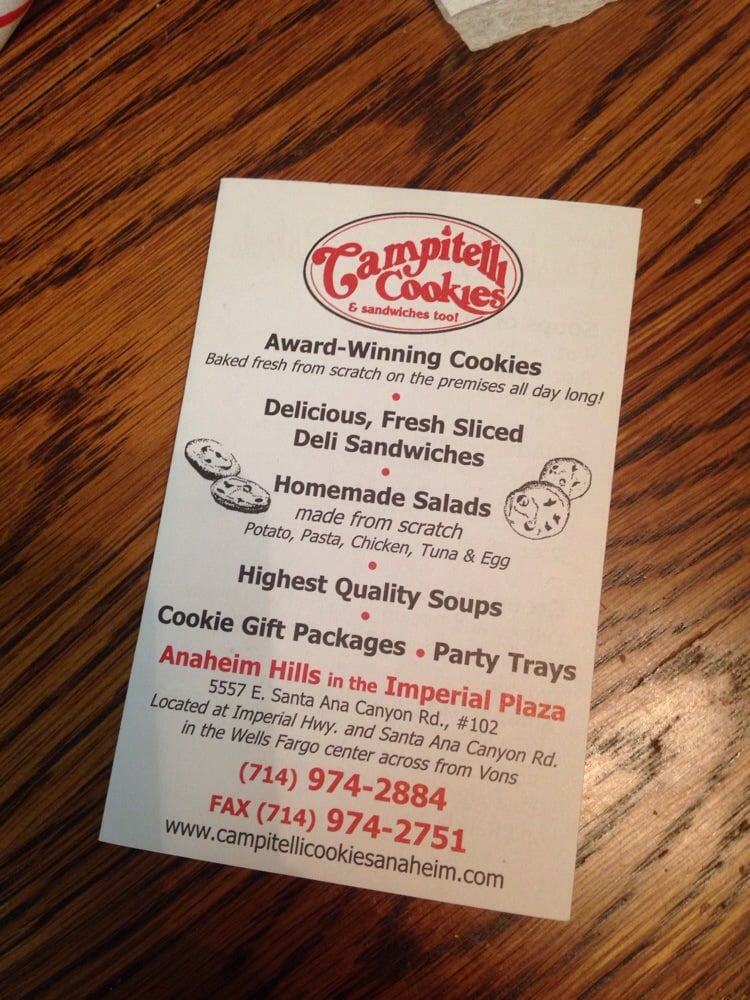 Campitelli
Cookies
& sandwiches too!
Award-Winning Cookies
Baked fresh from scratch on the premises all day long!
•
Delicious, Fresh Sliced
Deli Sandwiches
•
Homemade Salads
made from scratch
Potato, Pasta, Chicken, Tuna & Egg
•
Highest Quality Soups
•
Cookie Gift Packages • Party Trays
Anaheim Hills in the Imperial Plaza
5557 E. Santa Ana Canyon Rd., #102
Located at Imperial Hwy. and Santa Ana Canyon Rd.
in the Wells Fargo center across from Vons
(714) 974-2884
FAX (714) 974-2751
www.campitellicookiesanaheim.com